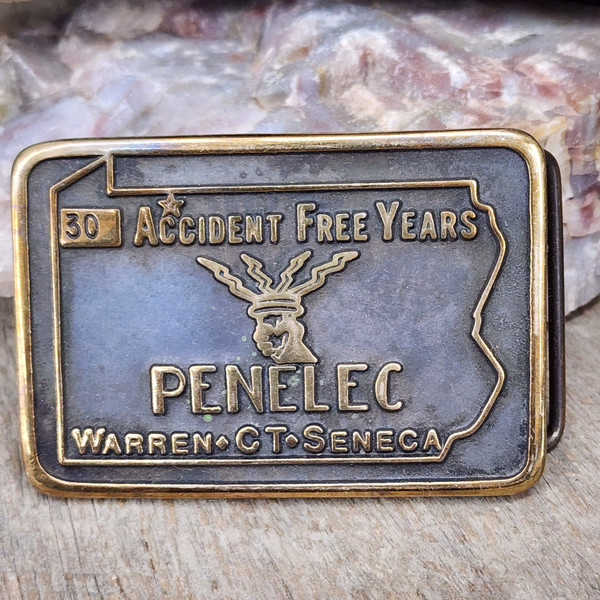 30 ACCIDENT FREE YEARS
PENELEC
WARREN • CT • SENECA